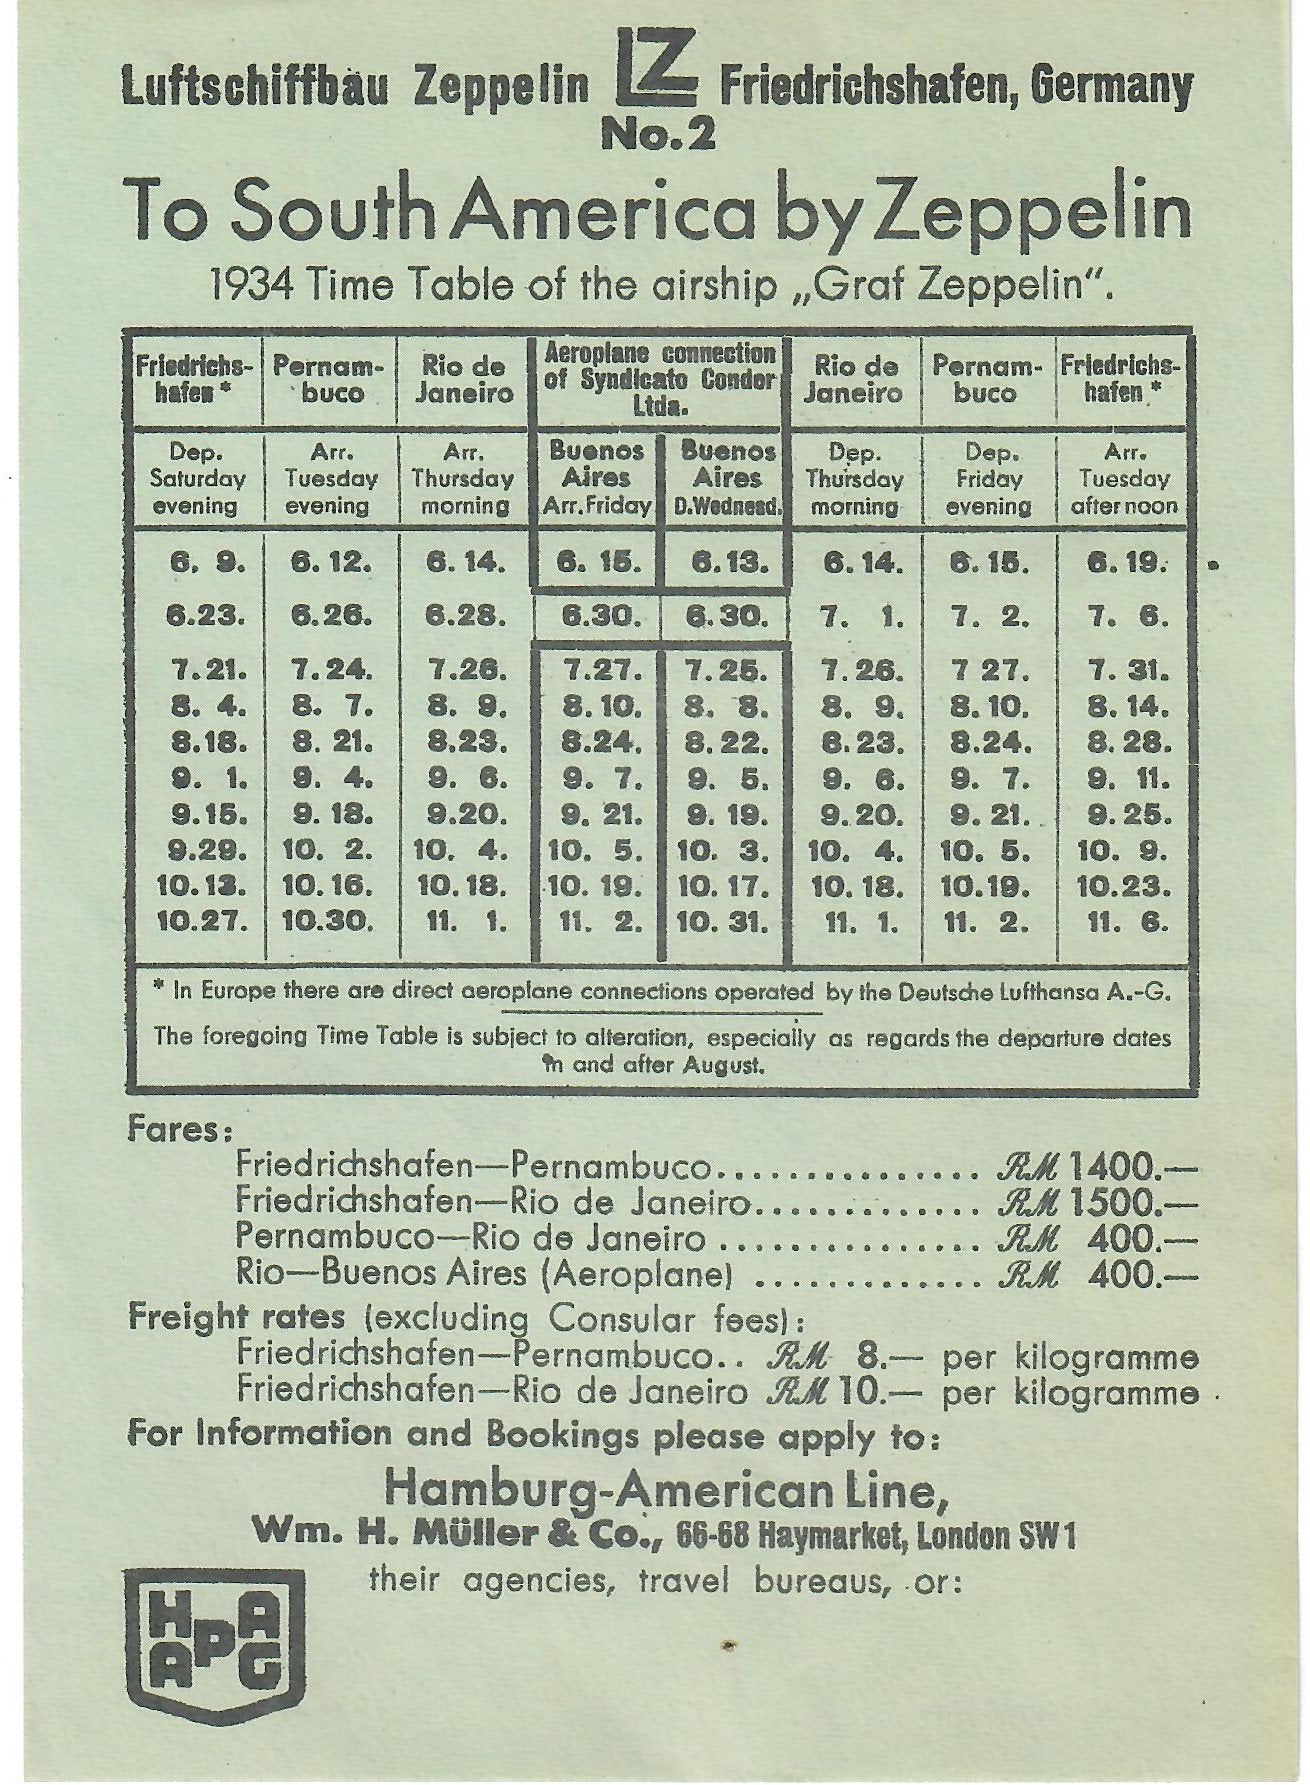 Luftschiffbau Zeppelin LZ Friedrichshafen, Germany
No. 2
To South America by Zeppelin
1934 Time Table of the airship „Graf Zeppelin“.
Friedrichs-hafen * Pernam-buco Rio de Janeiro Aeroplane connection of Syndicato Condor Ltda. Rio de Janeiro Pernam-buco Friedrichs-hafen *
Dep. Saturday evening Arr. Tuesday evening Arr. Thursday morning Buenos Aires Arr. Friday Buenos Aires D. Wednesd. Dep. Thursday morning Dep. Friday evening Arr. Tuesday afternoon
6. 9. 6. 12. 6. 14. 6. 15. 6. 13. 6. 14. 6. 15. 6. 19.
6. 23. 6. 26. 6. 28. 6. 30. 6. 30. 7. 1. 7. 2. 7. 6.
7. 21. 7. 24. 7. 26. 7. 27. 7. 25. 7. 26. 7 27. 7. 31.
8. 4. 8. 7. 8. 9. 8. 10. 8. 8. 8. 9. 8. 10. 8. 14.
8. 18. 8. 21. 8. 23. 8. 24. 8. 22. 8. 23. 8. 24. 8. 28.
9. 1. 9. 4. 9. 6. 9. 7. 9. 5. 9. 6. 9. 7. 9. 11.
9. 15. 9. 18. 9. 20. 9. 21. 9. 19. 9. 20. 9. 21. 9. 25.
9. 29. 10. 2. 10. 4. 10. 5. 10. 3. 10. 4. 10. 5. 10. 9.
10. 13. 10. 16. 10. 18. 10. 19. 10. 17. 10. 18. 10. 19. 10. 23.
10. 27. 10. 30. 11. 1. 11. 2. 10. 31. 11. 1. 11. 2. 11. 6.
* In Europe there are direct aeroplane connections operated by the Deutsche Lufthansa A.-G.
The foregoing Time Table is subject to alteration, especially as regards the departure dates
in and after August.
Fares:
Friedrichshafen—Pernambuco............... RM 1400.—
Friedrichshafen—Rio de Janeiro............. RM 1500.—
Pernambuco—Rio de Janeiro ............... RM 400.—
Rio—Buenos Aires (Aeroplane) ............. RM 400.—
Freight rates (excluding Consular fees):
Friedrichshafen—Pernambuco.. RM 8.— per kilogramme
Friedrichshafen—Rio de Janeiro RM 10.— per kilogramme
For Information and Bookings please apply to:
Hamburg-American Line,
Wm. H. Müller & Co., 66-68 Haymarket, London SW 1
their agencies, travel bureaus, or:
HAPAG